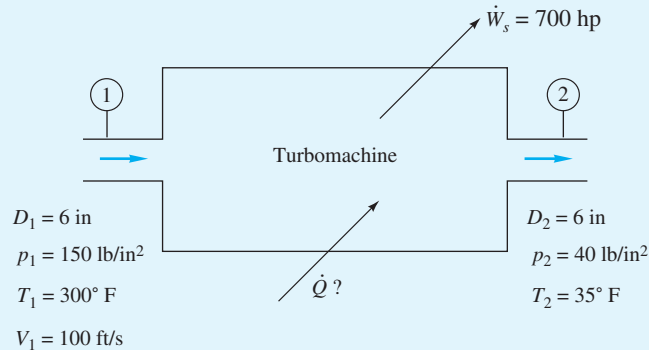 Ẇₛ = 700 hp
1
2
Turbomachine
D₁ = 6 in
p₁ = 150 lb/in²
T₁ = 300° F
V₁ = 100 ft/s
Q̇ ?
D₂ = 6 in
p₂ = 40 lb/in²
T₂ = 35° F